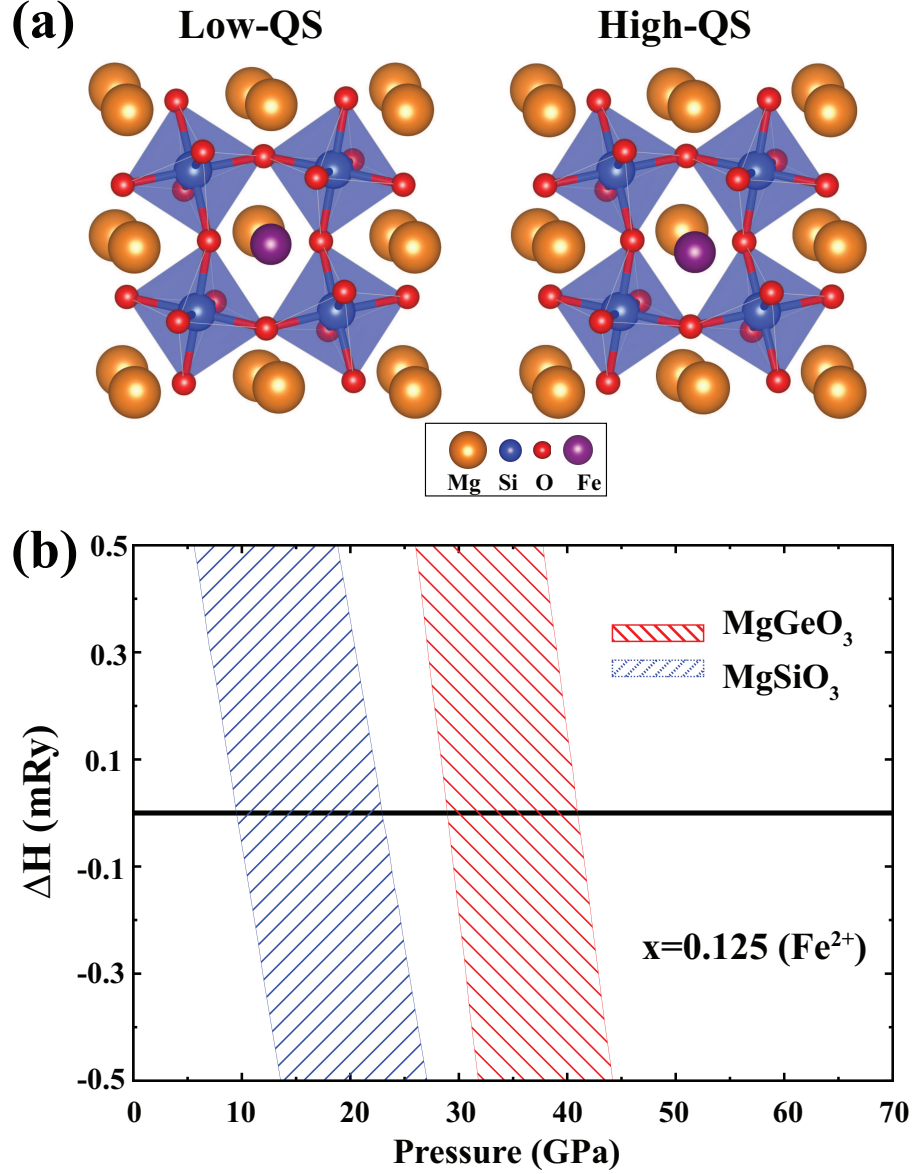 (a)
Low-QS High-QS
Mg Si O Fe
(b)
0.5
0.3
0.1
-0.1
-0.3
-0.5
ΔH (mRy)
MgGeO₃
MgSiO₃
x=0.125 (Fe²⁺)
0 10 20 30 40 50 60 70
Pressure (GPa)